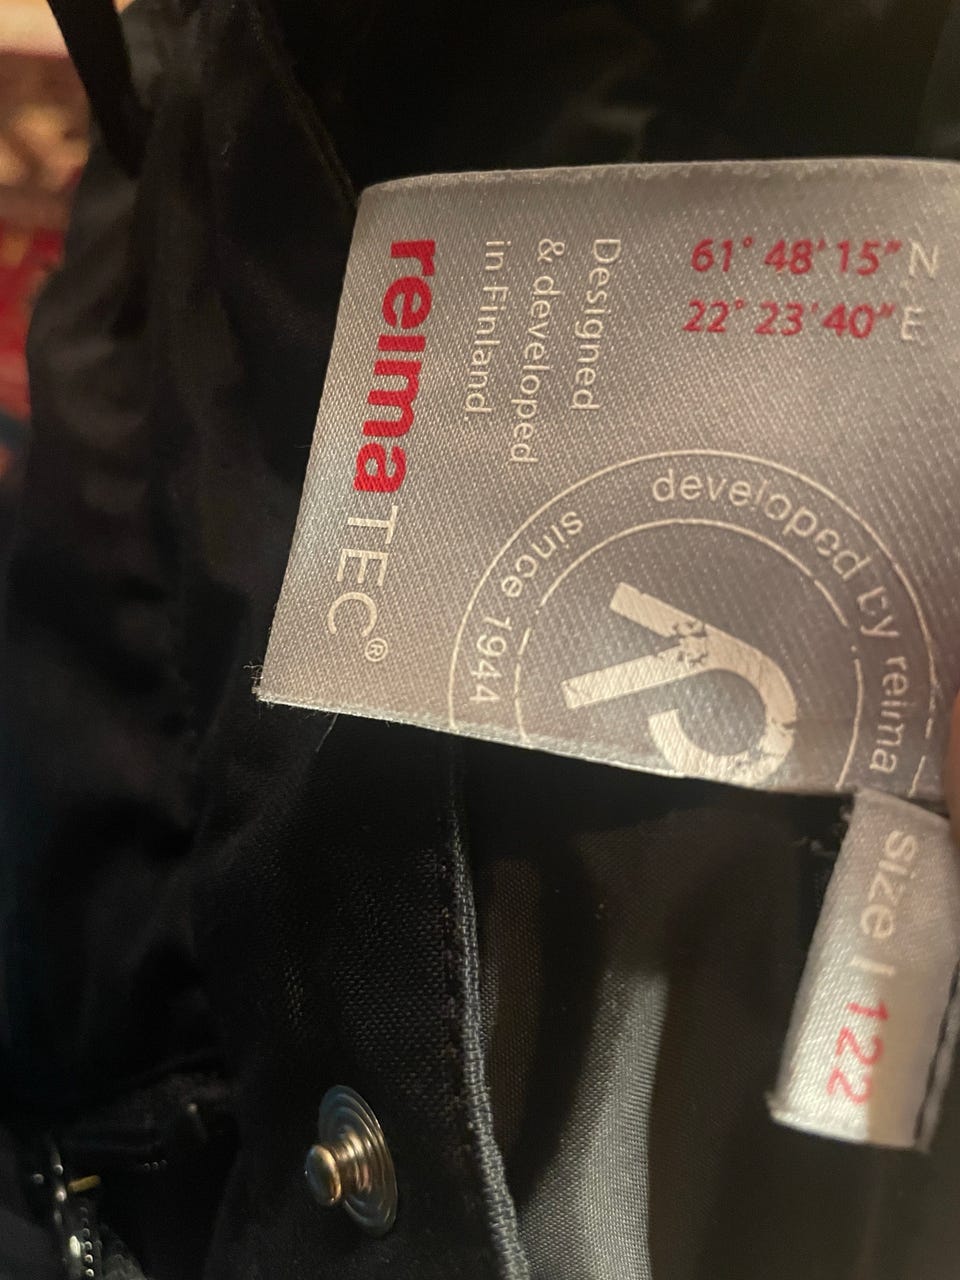 reima TEC®
Designed
& developed
in Finland.
61° 48' 15" N
22° 23' 40" E
since 1944
developed by reima
Size | 122